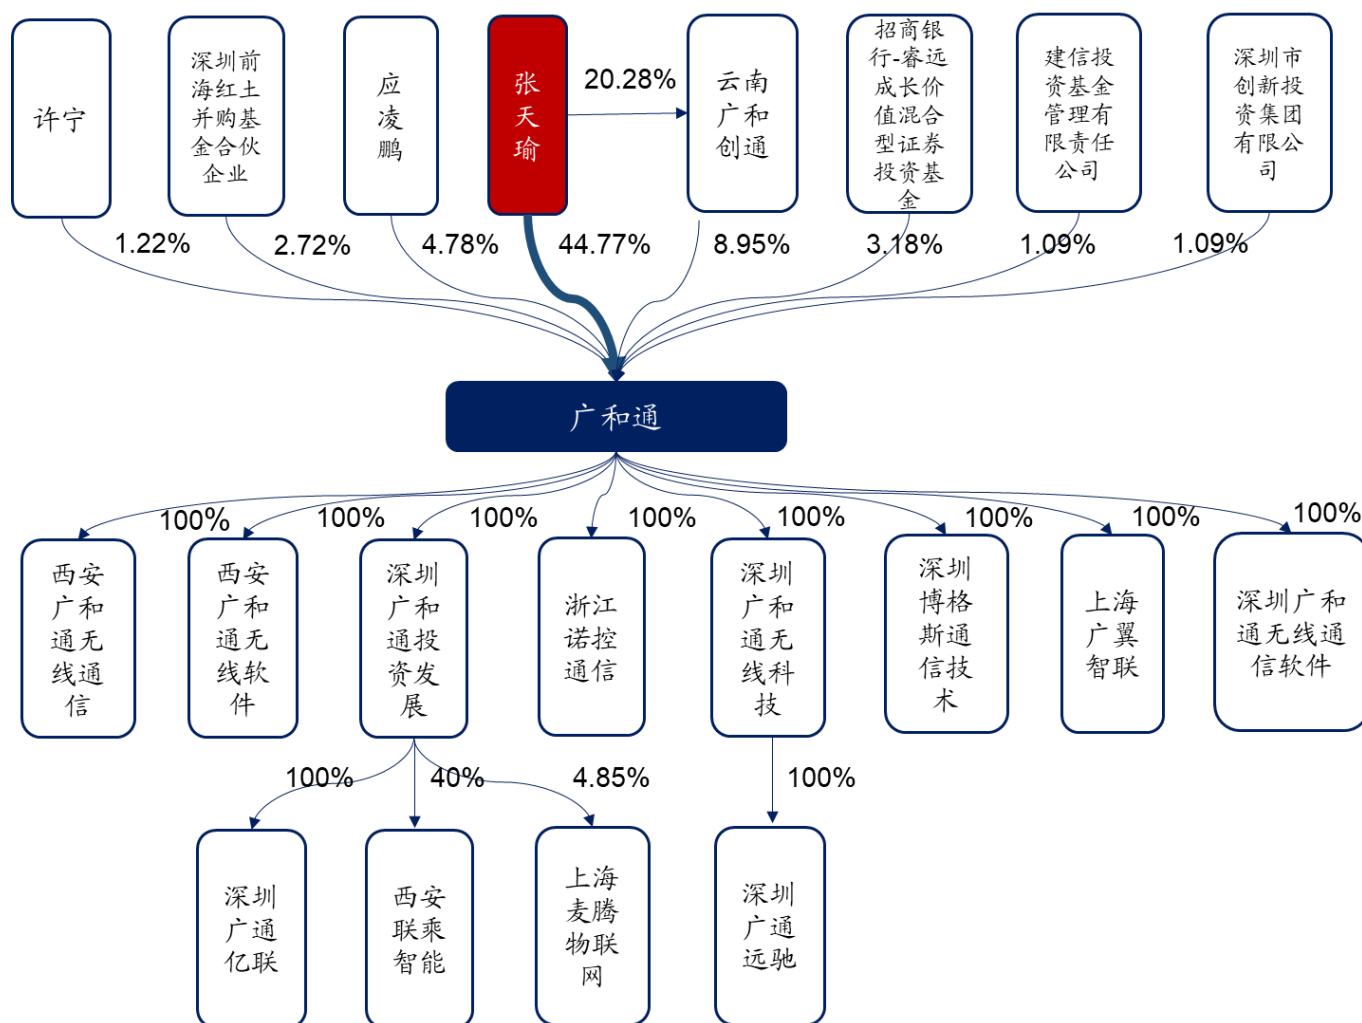 许宁
深圳前
海红土
并购基
金合伙
企业
应
凌
鹏
张
天
瑜
20.28%
云南
广和
创通
招商银
行-睿远
成长价
值混合
型证券
投资基
金
建信投
资基金
管理有
限责任
公司
深圳市
创新投
资集团
有限公
司
1.22%
2.72%
4.78%
44.77%
8.95%
3.18%
1.09%
1.09%
广和通
100%
100%
100%
100%
100%
100%
100%
100%
西安
广和
通无
线通
信
西安
广和
通无
线软
件
深圳
广和
通投
资发
展
浙江
诺控
通信
深圳
广和
通无
线科
技
深圳
博格
斯通
信技
术
上海
广翼
智联
深圳广和
通无线通
信软件
100%
40%
4.85%
100%
深圳
广通
亿联
西安
联乘
智能
上海
麦腾
物联
网
深圳
广通
远驰